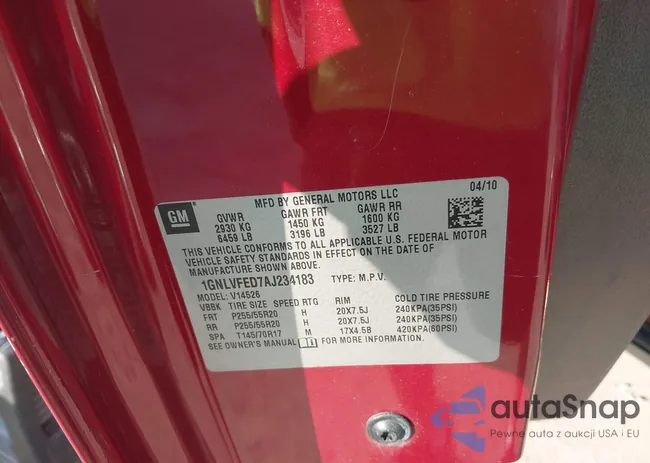 MFD BY GENERAL MOTORS LLC 04/10
GM GVWR GAWR FRT GAWR RR
2930 KG 1450 KG 1600 KG
6459 LB 3196 LB 3527 LB
THIS VEHICLE CONFORMS TO ALL APPLICABLE U.S. FEDERAL MOTOR
VEHICLE SAFETY STANDARDS IN EFFECT ON THE DATE OF
MANUFACTURE SHOWN ABOVE.
1GNLVFED7AJ234183 TYPE: M.P.V.
MODEL: V14526
VBBK TIRE SIZE SPEED RTG RIM COLD TIRE PRESSURE
FRT P255/55R20 H 20X7.5J 240KPA(35PSI)
RR P255/55R20 H 20X7.5J 240KPA(35PSI)
SPA T145/70R17 M 17X4.5B 420KPA(60PSI)
SEE OWNER'S MANUAL i FOR MORE INFORMATION.
autaSnap
Pewne auta z aukcji USA i EU